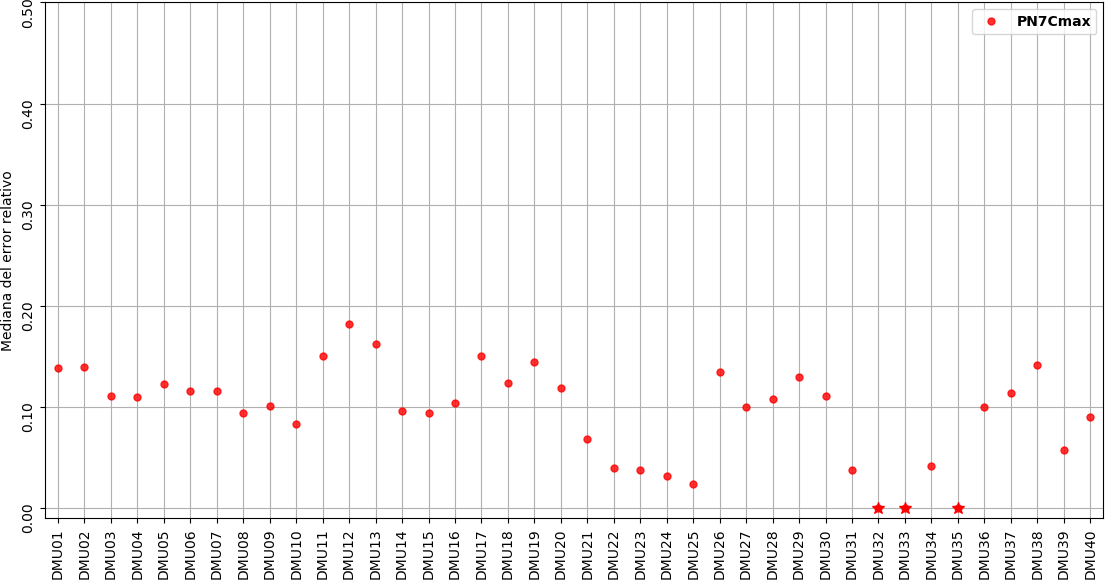 PN7Cmax
Mediana del error relativo
0.50
0.40
0.30
0.20
0.10
0.00
DMU01
DMU02
DMU03
DMU04
DMU05
DMU06
DMU07
DMU08
DMU09
DMU10
DMU11
DMU12
DMU13
DMU14
DMU15
DMU16
DMU17
DMU18
DMU19
DMU20
DMU21
DMU22
DMU23
DMU24
DMU25
DMU26
DMU27
DMU28
DMU29
DMU30
DMU31
DMU32
DMU33
DMU34
DMU35
DMU36
DMU37
DMU38
DMU39
DMU40